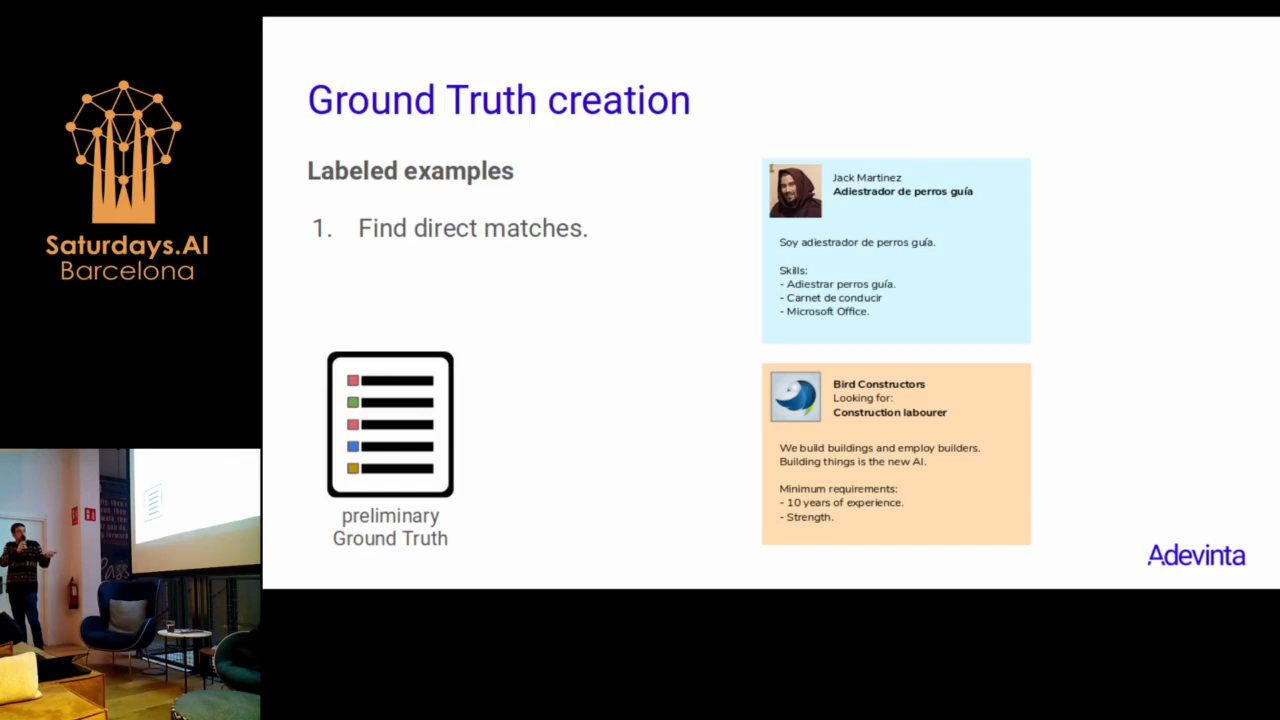 Saturdays.AI
Barcelona
Ground Truth creation
Labeled examples
1. Find direct matches.
preliminary
Ground Truth
Jack Martinez
Adiestrador de perros guía
Soy adiestrador de perros guía.
Skills:
- Adiestrar perros guía.
- Carnet de conducir
- Microsoft Office.
Bird Constructors
Looking for:
Construction labourer
We build buildings and employ builders.
Building things is the new AI.
Minimum requirements:
- 10 years of experience.
- Strength.
Adevinta